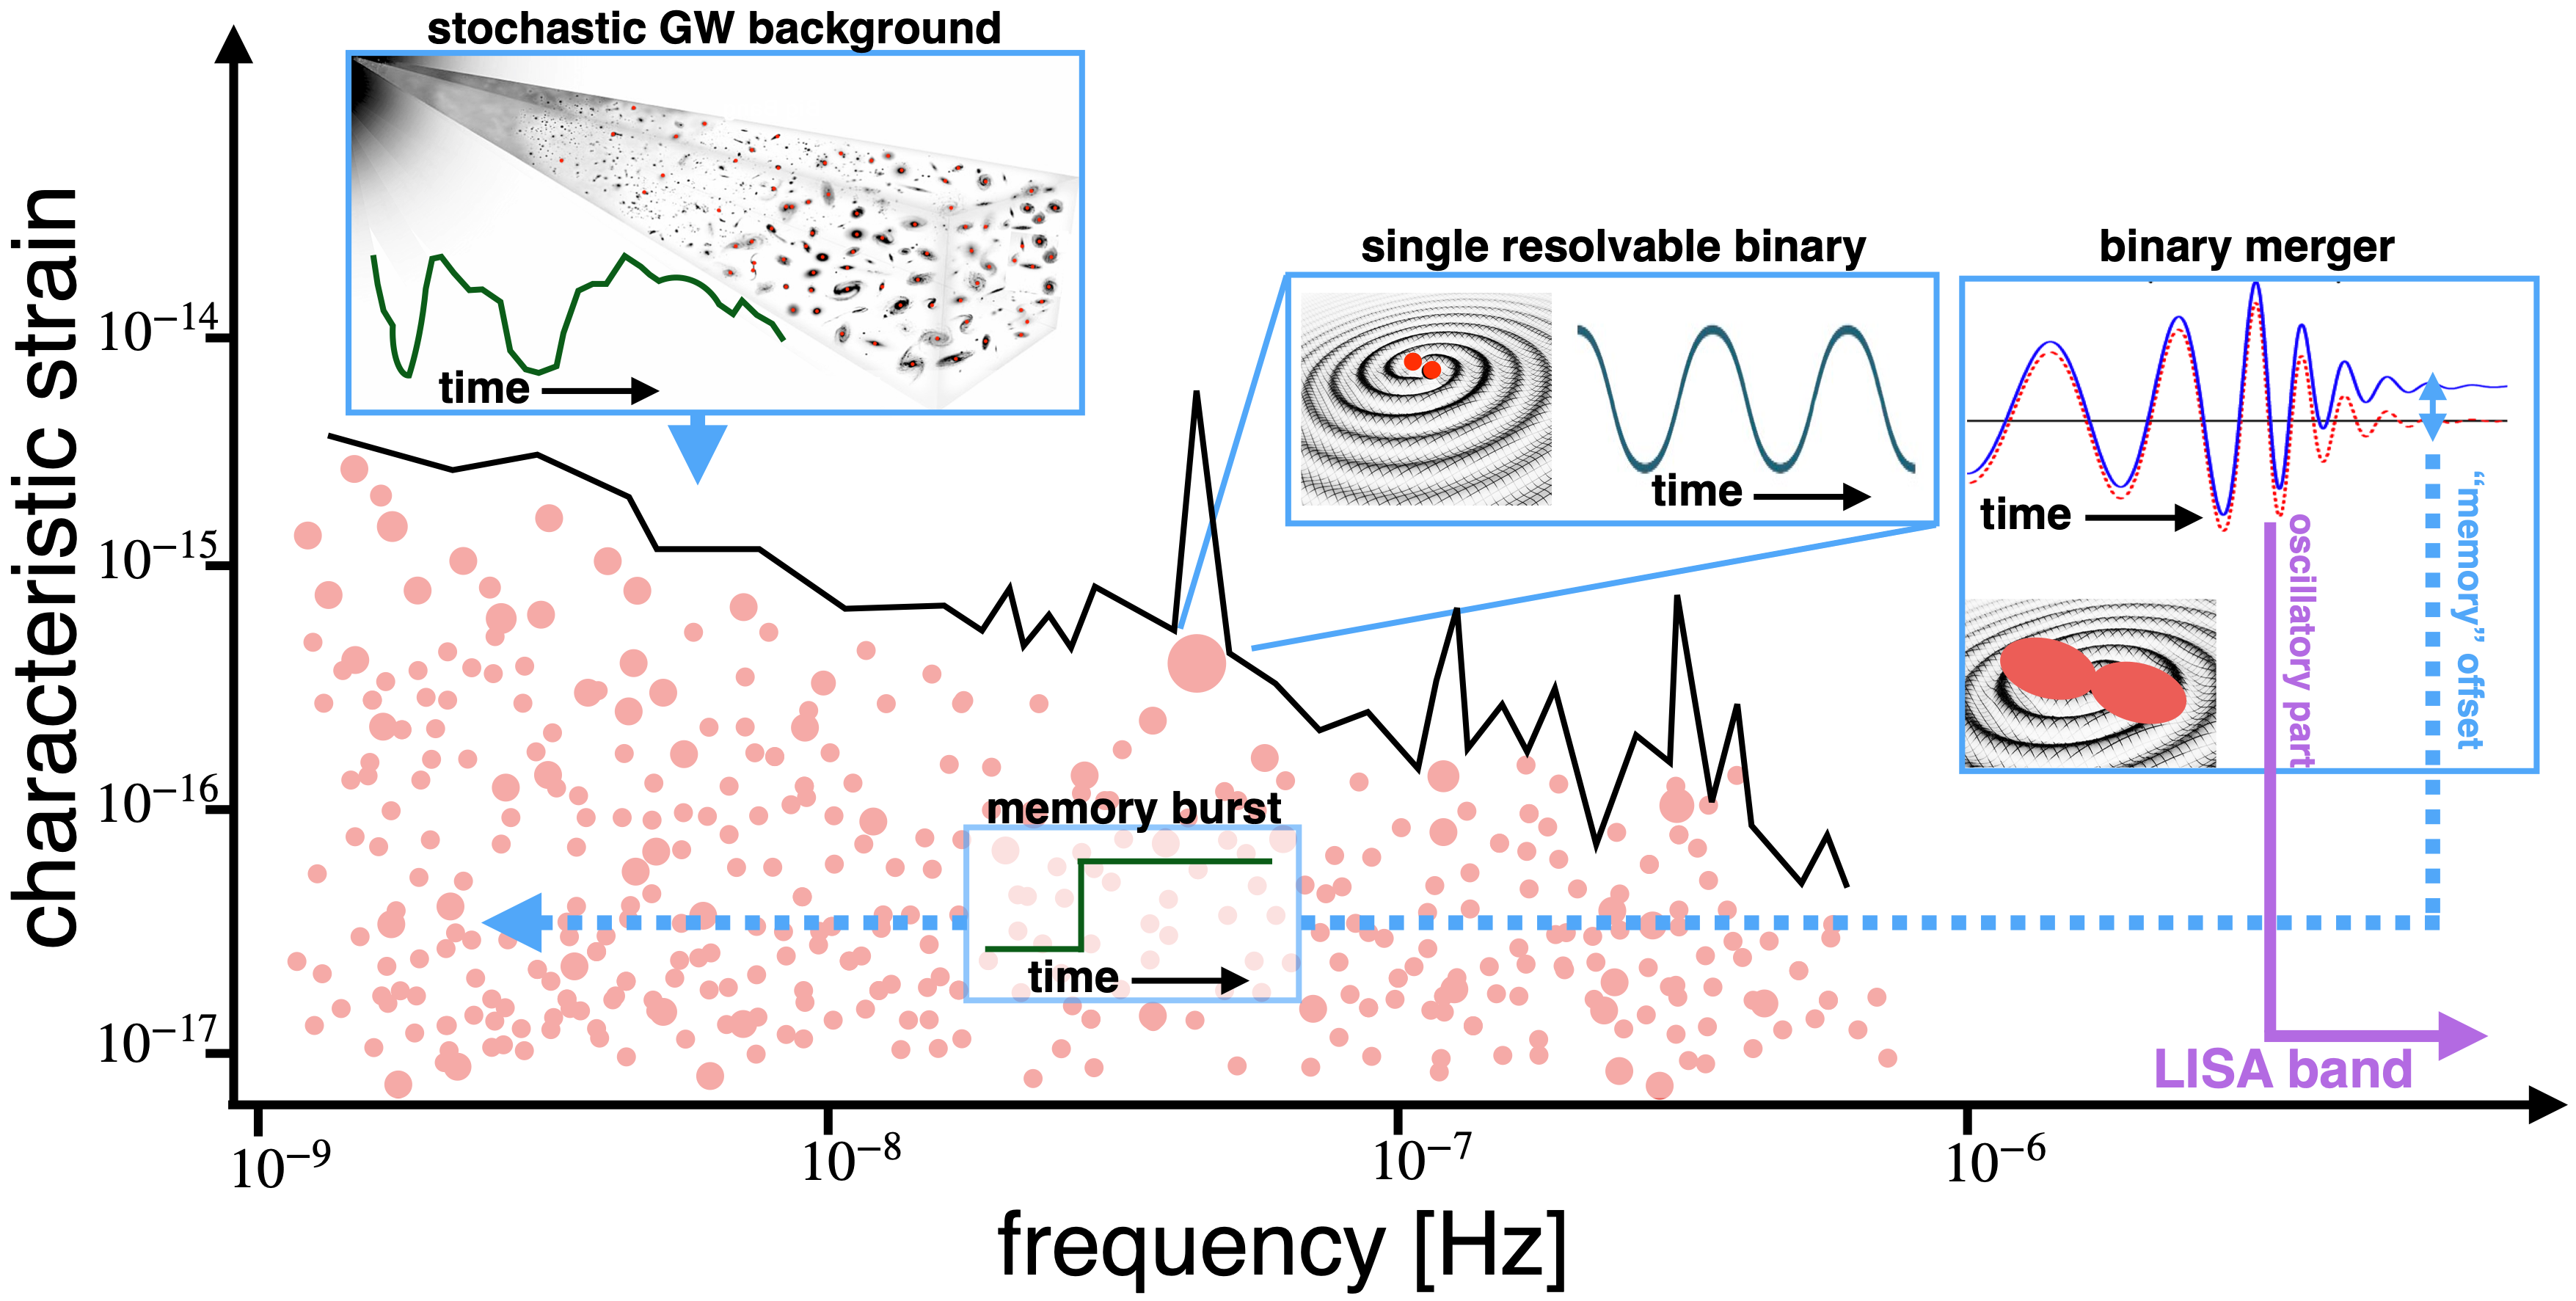 stochastic GW background
time
single resolvable binary
time
binary merger
time
oscillatory part
“memory” offset
memory burst
time
LISA band
characteristic strain
10⁻¹⁴
10⁻¹⁵
10⁻¹⁶
10⁻¹⁷
10⁻⁹
10⁻⁸
10⁻⁷
10⁻⁶
frequency [Hz]